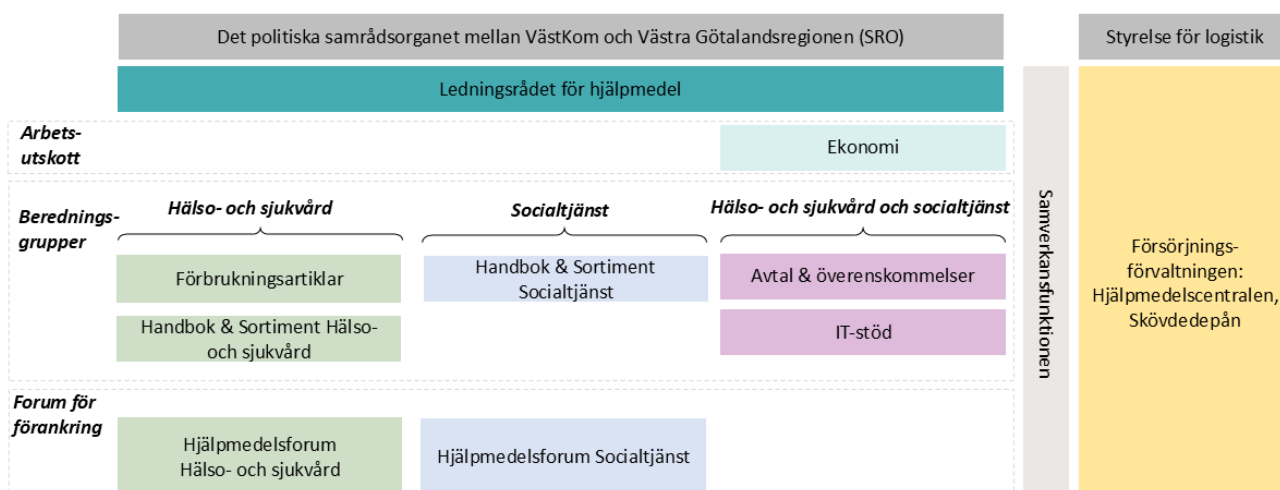 Det politiska samrådsorganet mellan VästKom och Västra Götalandsregionen (SRO)
Styrelse för logistik
Ledningsrådet för hjälpmedel
Arbets-
utskott
Ekonomi
Berednings-
grupper
Hälso- och sjukvård
Socialtjänst
Hälso- och sjukvård och socialtjänst
Förbrukningsartiklar
Handbok & Sortiment
Socialtjänst
Avtal & överenskommelser
Handbok & Sortiment Hälso-
och sjukvård
IT-stöd
Forum för
förankring
Hjälpmedelsforum
Hälso- och sjukvård
Hjälpmedelsforum Socialtjänst
Samverkansfunktionen
Försörjnings-
förvaltningen:
Hjälpmedelscentralen,
Skövdedepån